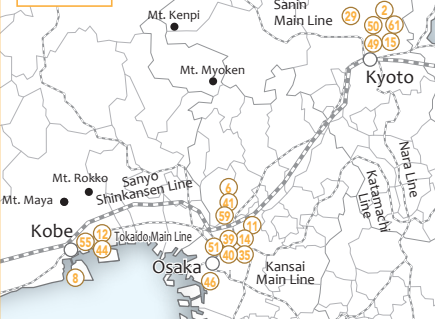 Sanin
Main Line
29
2
50
61
49
15
Kyoto
Mt. Kenpi
Mt. Myoken
Nara Line
Katamachi
Line
Mt. Rokko
Sanyo
Shinkansen Line
Mt. Maya
6
41
59
11
Kobe
55
12
44
Tokaido Main Line
51
39
14
40
35
Osaka
Kansai
Main Line
8
46